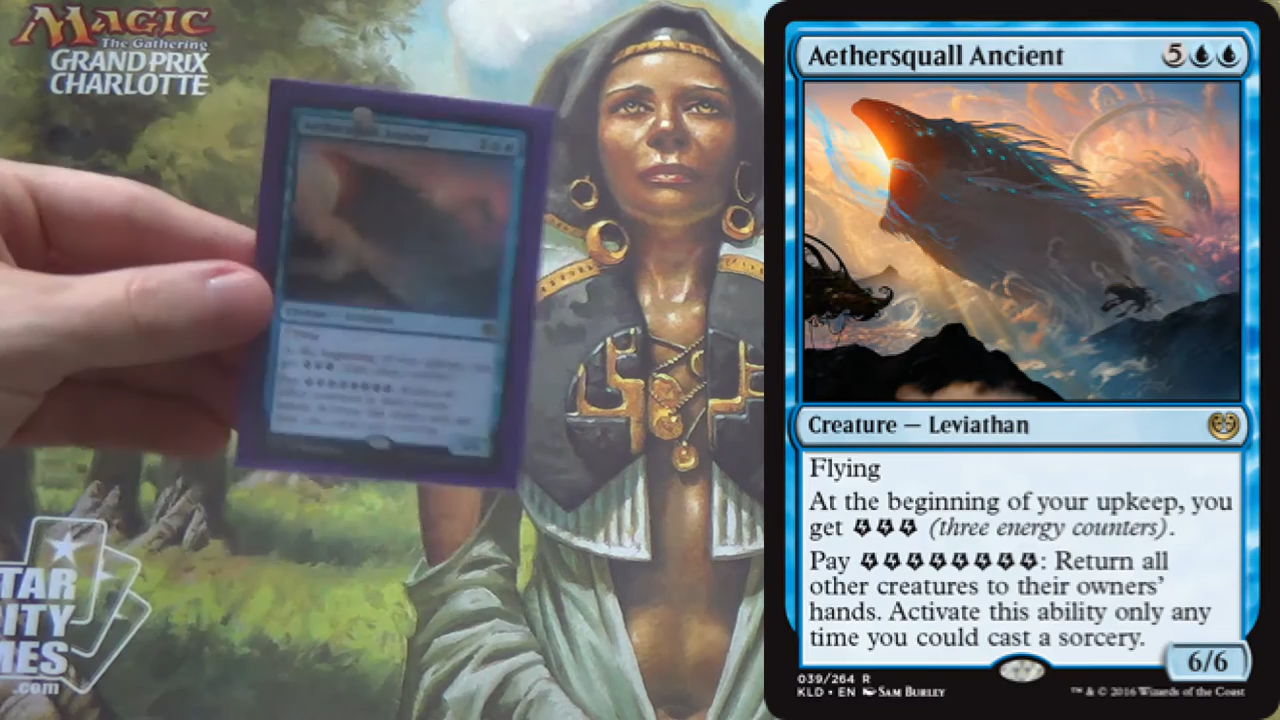 MAGIC
The Gathering
GRAND PRIX
CHARLOTTE
TAR
ITY
MES
.com
Aethersquall Ancient 5
Creature — Leviathan
Flying
At the beginning of your upkeep, you
get (three energy counters).
Pay : Return all
other creatures to their owners'
hands. Activate this ability only any
time you could cast a sorcery.
6/6
039/264 R
KLD • EN Sam Burley
™ & © 2016 Wizards of the Coast